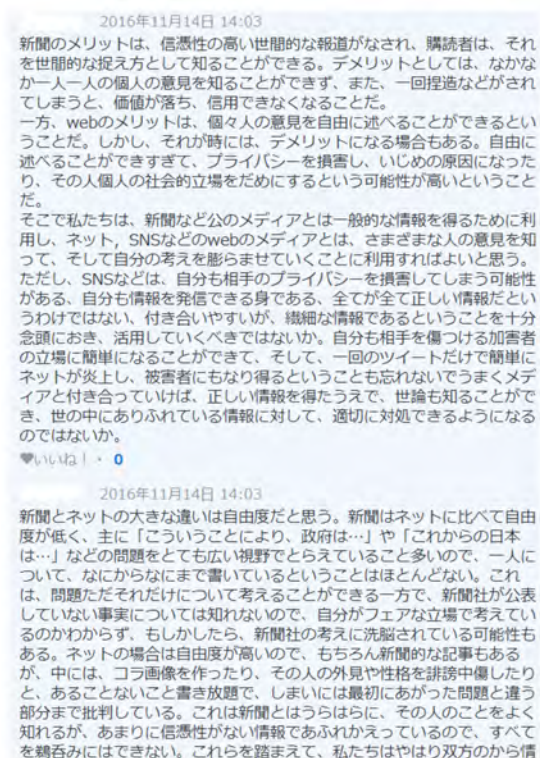 2016年11月14日 14:03
新聞のメリットは、信憑性の高い世間的な報道がなされ、購読者は、それ
を世間的な捉え方として知ることができる。デメリットとしては、なかな
か一人一人の個人の意見を知ることができず、また、一回捏造などがされ
てしまうと、価値が落ち、信用できなくなることだ。
一方、webのメリットは、個々人の意見を自由に述べることができるとい
うことだ。しかし、それが時には、デメリットになる場合もある。自由に
述べることができすぎて、プライバシーを損害し、いじめの原因になった
り、その人個人の社会的立場をだめにするという可能性が高いということ
だ。
そこで私たちは、新聞など公のメディアとは一般的な情報を得るために利
用し、ネット，SNSなどのwebのメディアとは、さまざまな人の意見を知
って、そして自分の考えを膨らませていくことに利用すればよいと思う。
ただし、SNSなどは、自分も相手のプライバシーを損害してしまう可能性
がある、自分も情報を発信できる身である、全てが全て正しい情報だとい
うわけではない、付き合いやすいが、繊細な情報であるということを十分
念頭におき、活用していくべきではないか。自分も相手を傷つける加害者
の立場に簡単になることができて、そして、一回のツイートだけで簡単に
ネットが炎上し、被害者にもなり得るということも忘れないでうまくメデ
ィアと付き合っていけば、正しい情報を得たうえで、世論も知ることがで
き、世の中にありふれている情報に対して、適切に対処できるようになる
のではないか。
♥いいね！・ 0
2016年11月14日 14:03
新聞とネットの大きな違いは自由度だと思う。新聞はネットに比べて自由
度が低く、主に「こういうことにより、政府は…」や「これからの日本
は…」などの問題をとても広い視野でとらえていること多いので、一人に
ついて、なにからなにまで書いているということはほとんどない。これ
は、問題ただそれだけについて考えることができる一方で、新聞社が公表
していない事実については知れないので、自分がフェアな立場で考えてい
るのかわからず、もしかしたら、新聞社の考えに洗脳されている可能性も
ある。ネットの場合は自由度が高いので、もちろん新聞的な記事もある
が、中には、コラ画像を作ったり、その人の外見や性格を誹謗中傷したり
と、あることないこと書き放題で、しまいには最初にあがった問題と違う
部分まで批判している。これは新聞とはうらはらに、その人のことをよく
知れるが、あまりに信憑性がない情報であふれかえっているので、すべて
を鵜呑みにはできない。これらを踏まえて、私たちはやはり双方のから情